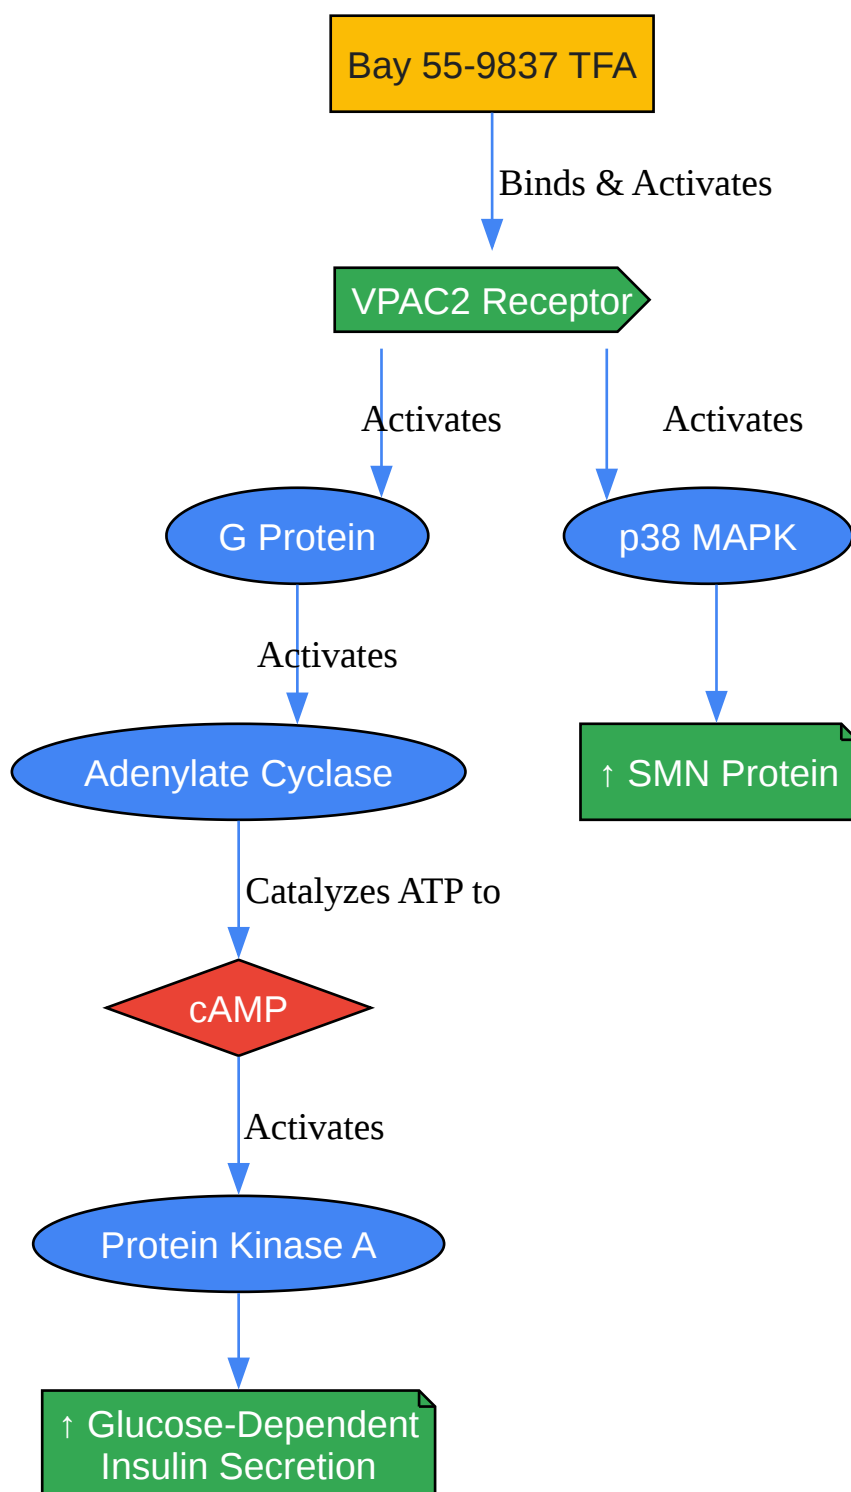 Bay 55-9837 TFA
Binds & Activates
VPAC2 Receptor
Activates
Activates
G Protein
p38 MAPK
Activates
Adenylate Cyclase
↑ SMN Protein
Catalyzes ATP to
cAMP
Activates
Protein Kinase A
↑ Glucose-Dependent
Insulin Secretion